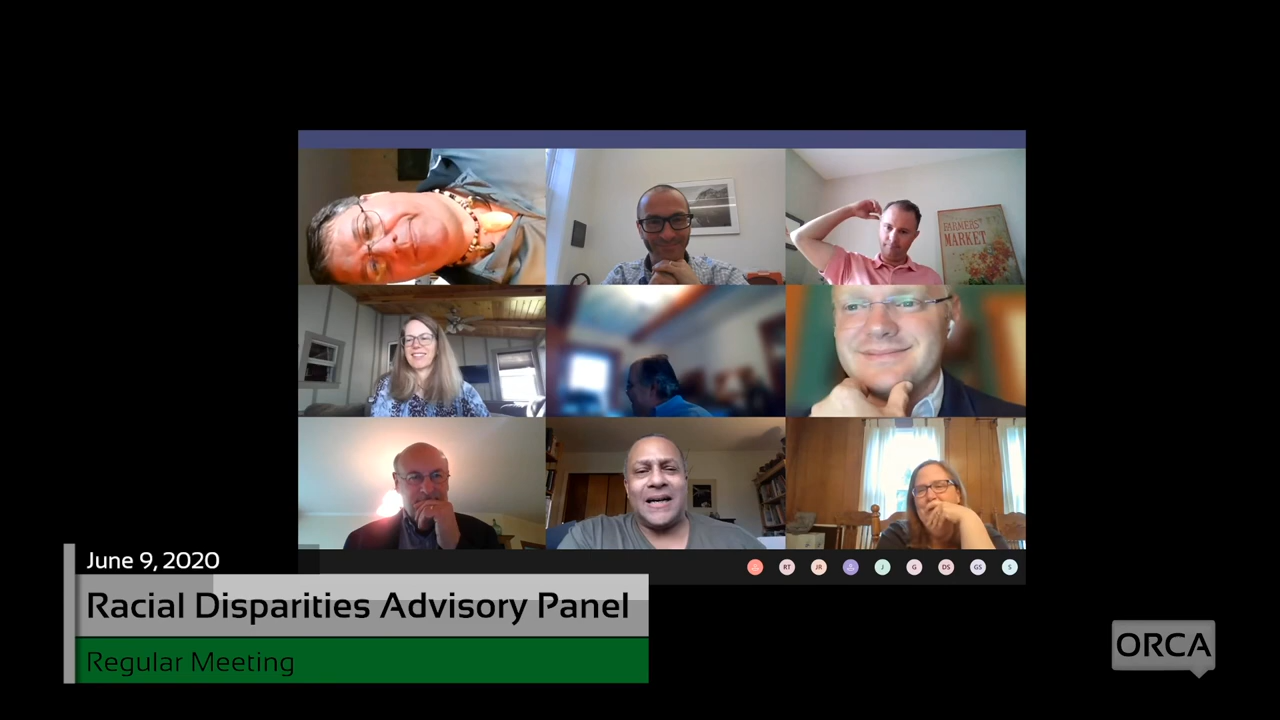 FARMERS'
MARKET
RT JR J G DS GS S
June 9, 2020
Racial Disparities Advisory Panel
Regular Meeting
ORCA